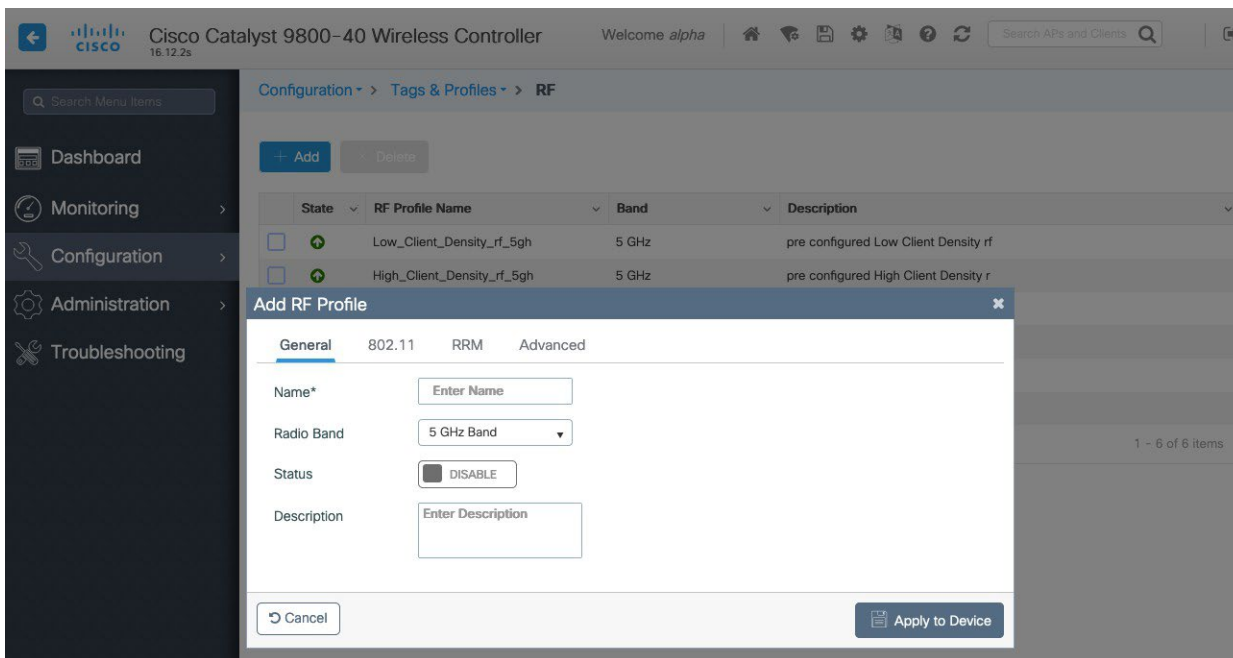 CISCO
Cisco Catalyst 9800-40 Wireless Controller
16.12.2s
Welcome alpha
Search APs and Clients
Search Menu Items
Dashboard
Monitoring
Configuration
Administration
Troubleshooting
Configuration > Tags & Profiles > RF
+ Add
× Delete
State RF Profile Name Band Description
Low_Client_Density_rf_5gh 5 GHz pre configured Low Client Density rf
High_Client_Density_rf_5gh 5 GHz pre configured High Client Density r
1 - 6 of 6 items
Add RF Profile
General 802.11 RRM Advanced
Name* Enter Name
Radio Band 5 GHz Band
Status DISABLE
Description Enter Description
Cancel
Apply to Device